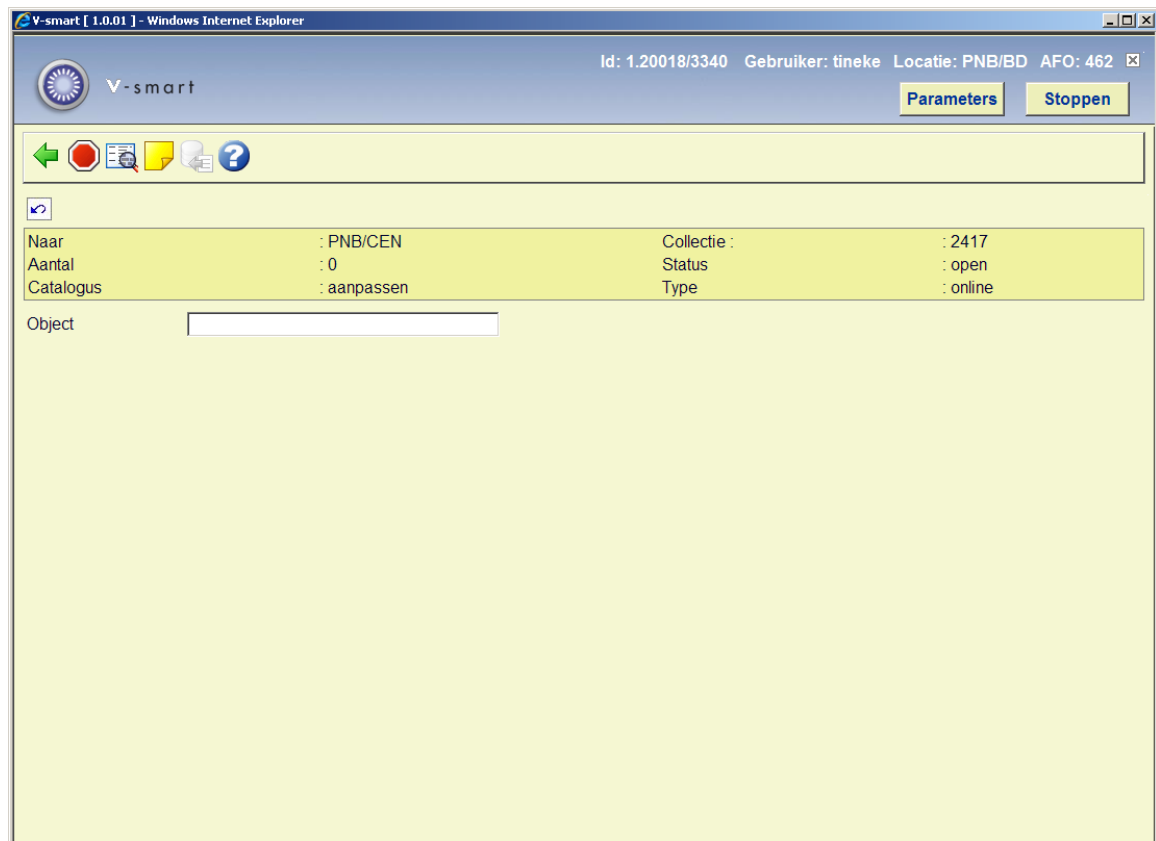 V-smart [ 1.0.01 ] - Windows Internet Explorer
Id: 1.20018/3340 Gebruiker: tineke Locatie: PNB/BD AFO: 462
V-smart
Parameters Stoppen
Naar : PNB/CEN Collectie : : 2417
Aantal : 0 Status : open
Catalogus : aanpassen Type : online
Object